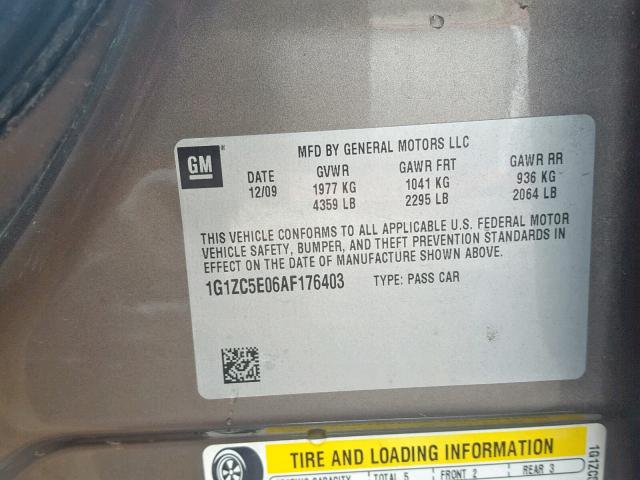 GM
MFD BY GENERAL MOTORS LLC
DATE GVWR GAWR FRT GAWR RR
12/09 1977 KG 1041 KG 936 KG
4359 LB 2295 LB 2064 LB
THIS VEHICLE CONFORMS TO ALL APPLICABLE U.S. FEDERAL MOTOR
VEHICLE SAFETY, BUMPER, AND THEFT PREVENTION STANDARDS IN
EFFECT ON THE DATE OF MANUFACTURE SHOWN ABOVE.
1G1ZC5E06AF176403 TYPE: PASS CAR
TIRE AND LOADING INFORMATION
CAPACITY TOTAL 5 FRONT 2 REAR 3
1G1ZC5